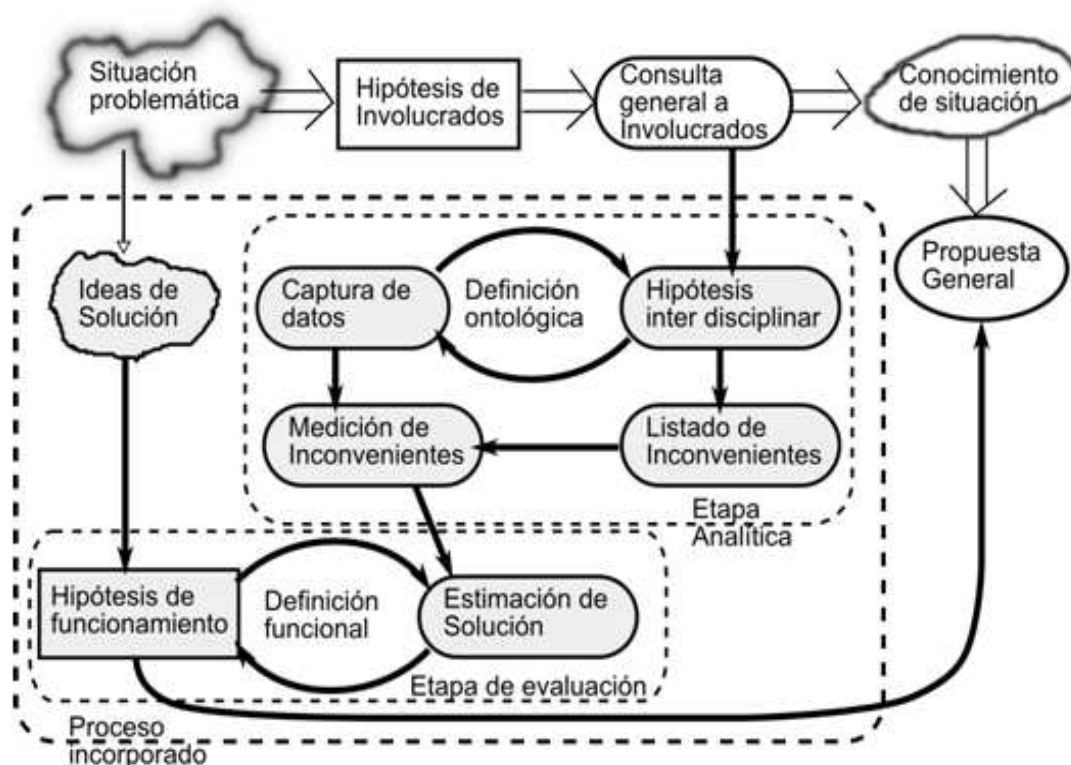 Situación
problemática
Hipótesis de
Involucrados
Consulta
general a
Involucrados
Conocimiento
de situación
Ideas de
Solución
Captura de
datos
Definición
ontológica
Hipótesis
inter disciplinar
Propuesta
General
Medición de
Inconvenientes
Listado de
Inconvenientes
Etapa
Analítica
Hipótesis de
funcionamiento
Definición
funcional
Estimación de
Solución
Etapa de evaluación
Proceso
incorporado